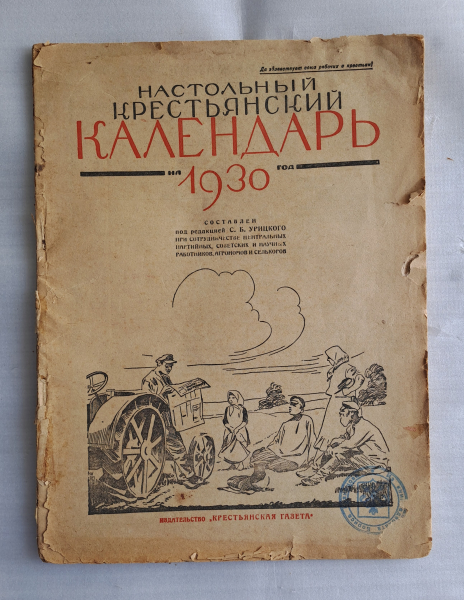 Да здравствует союз рабочих и крестьян!
НАСТОЛЬНЫЙ
КРЕСТЬЯНСКИЙ
КАЛЕНДАРЬ
НА ГОД
1930
СОСТАВЛЕН
под редакцией С. Б. УРИЦКОГО
ПРИ СОТРУДНИЧЕСТВЕ ЦЕНТРАЛЬНЫХ
ПАРТИЙНЫХ, СОВЕТСКИХ И НАУЧНЫХ
РАБОТНИКОВ, АГРОНОМОВ И СЕЛЬКОРОВ
ИЗДАТЕЛЬСТВО „КРЕСТЬЯНСКАЯ ГАЗЕТА"